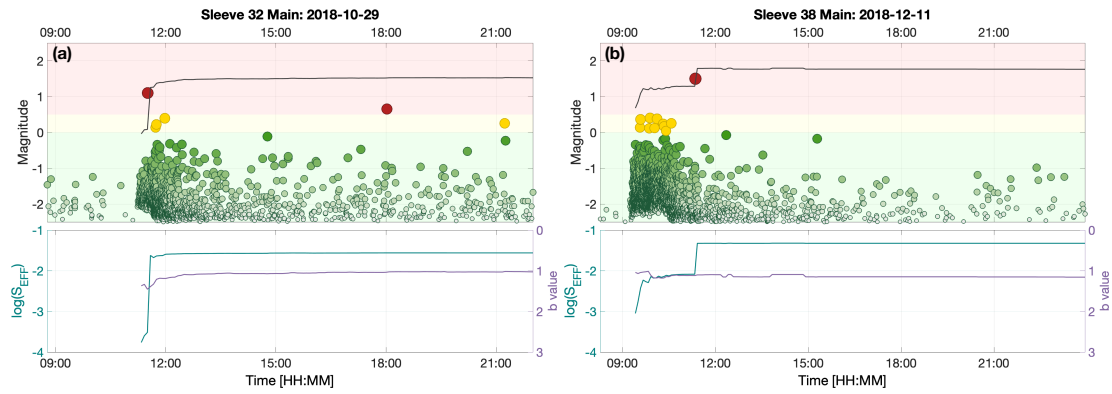 Sleeve 32 Main: 2018-10-29
09:00 12:00 15:00 18:00 21:00
(a)
Magnitude
2
1
0
-1
-2
log(S_EFF)
-1
-2
-3
-4
0
1
2
3
b value
09:00 12:00 15:00 18:00 21:00
Time [HH:MM]
Sleeve 38 Main: 2018-12-11
09:00 12:00 15:00 18:00 21:00
(b)
Magnitude
2
1
0
-1
-2
log(S_EFF)
-1
-2
-3
-4
0
1
2
3
b value
09:00 12:00 15:00 18:00 21:00
Time [HH:MM]